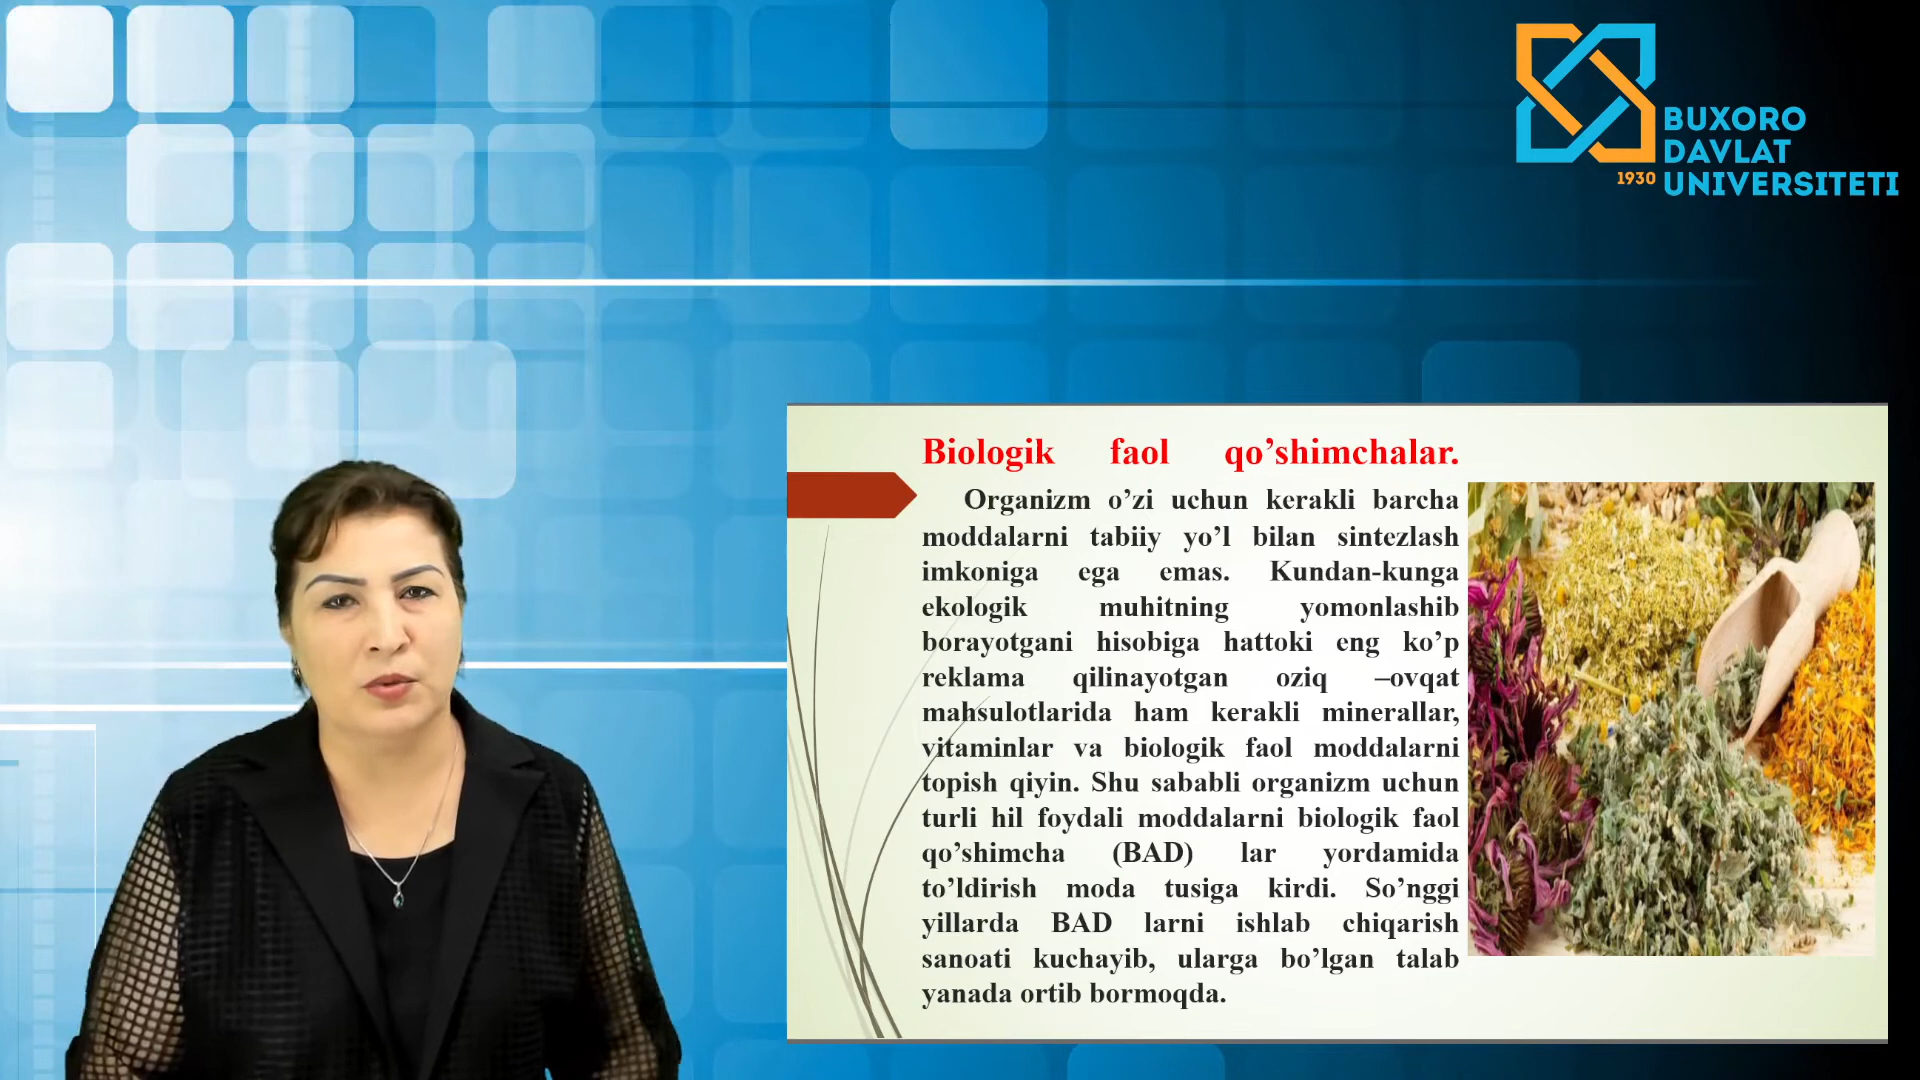 BUXORO
DAVLAT
1930 UNIVERSITETI
Biologik faol qo’shimchalar.
Organizm o’zi uchun kerakli barcha
moddalarni tabiiy yo’l bilan sintezlash
imkoniga ega emas. Kundan-kunga
ekologik muhitning yomonlashib
borayotgani hisobiga hattoki eng ko’p
reklama qilinayotgan oziq –ovqat
mahsulotlarida ham kerakli minerallar,
vitaminlar va biologik faol moddalarni
topish qiyin. Shu sababli organizm uchun
turli hil foydali moddalarni biologik faol
qo’shimcha (BAD) lar yordamida
to’ldirish moda tusiga kirdi. So’nggi
yillarda BAD larni ishlab chiqarish
sanoati kuchayib, ularga bo’lgan talab
yanada ortib bormoqda.